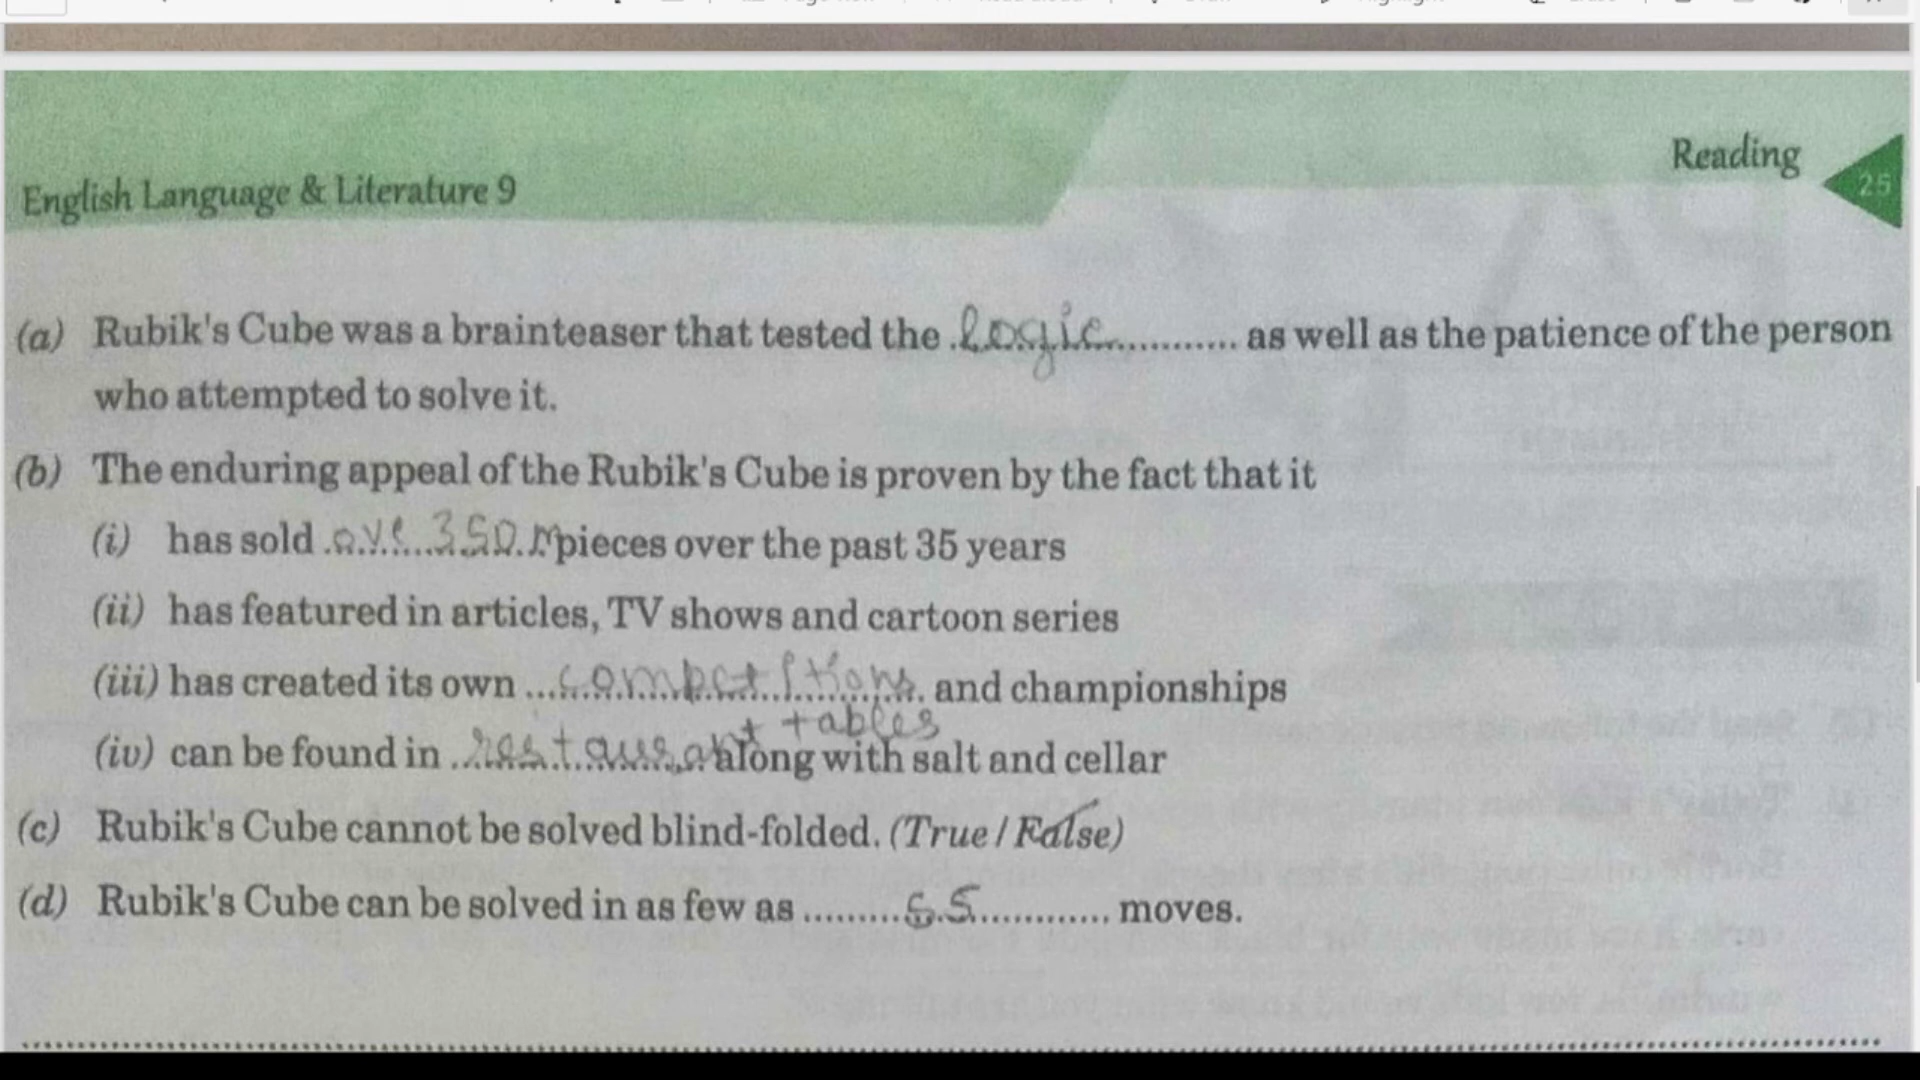 Reading
25
English Language & Literature 9
(a) Rubik's Cube was a brainteaser that tested the .logic............ as well as the patience of the person
who attempted to solve it.
(b) The enduring appeal of the Rubik's Cube is proven by the fact that it
(i) has sold ... 350 ... pieces over the past 35 years
(ii) has featured in articles, TV shows and cartoon series
(iii) has created its own ... and championships
tables
(iv) can be found in ...restaurant along with salt and cellar
(c) Rubik's Cube cannot be solved blind-folded. (True / False)
(d) Rubik's Cube can be solved in as few as ......... ............ moves.